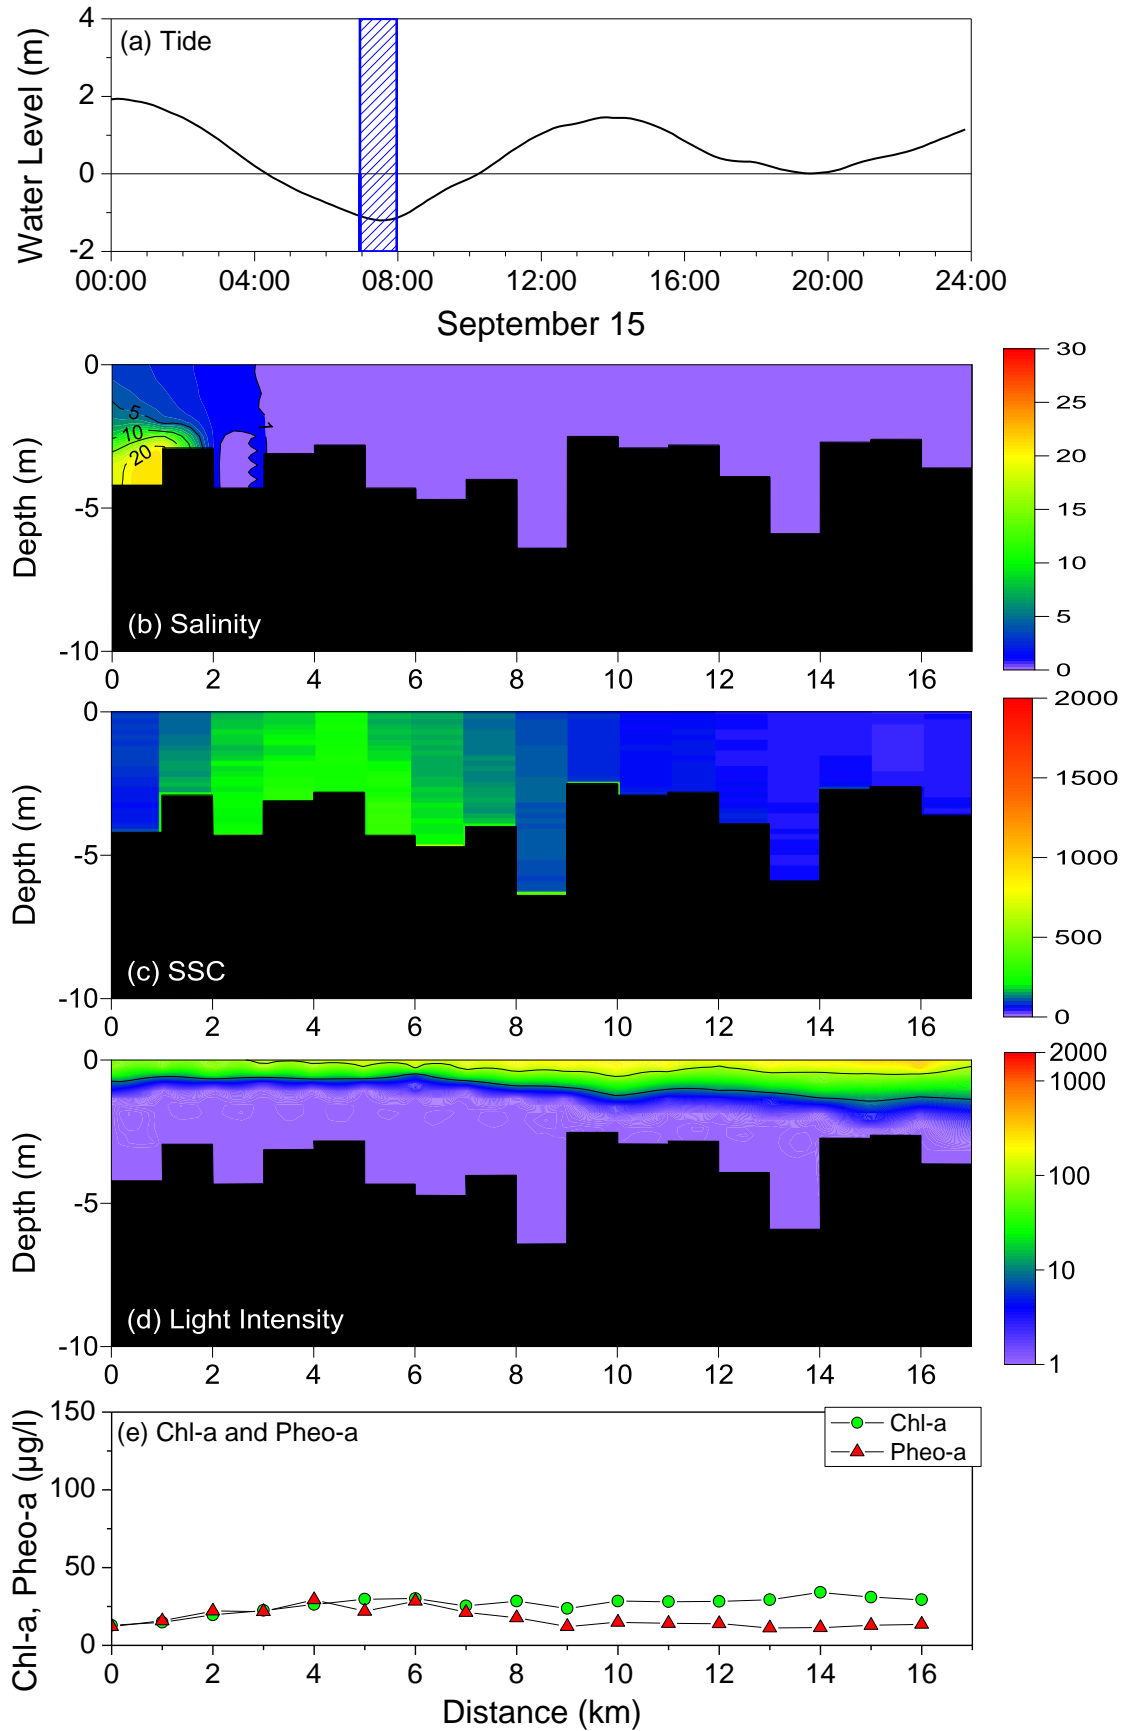 (a) Tide
Water Level (m)
4
2
0
-2
00:00 04:00 08:00 12:00 16:00 20:00 24:00
September 15
Depth (m)
0
-5
-10
5
10
20
1
(b) Salinity
0 2 4 6 8 10 12 14 16
30
25
20
15
10
5
0
Depth (m)
0
-5
-10
(c) SSC
0 2 4 6 8 10 12 14 16
2000
1500
1000
500
0
Depth (m)
0
-5
-10
(d) Light Intensity
0 2 4 6 8 10 12 14 16
2000
1000
100
10
1
Chl-a, Pheo-a (µg/l)
150
100
50
0
(e) Chl-a and Pheo-a
Chl-a
Pheo-a
0 2 4 6 8 10 12 14 16
Distance (km)